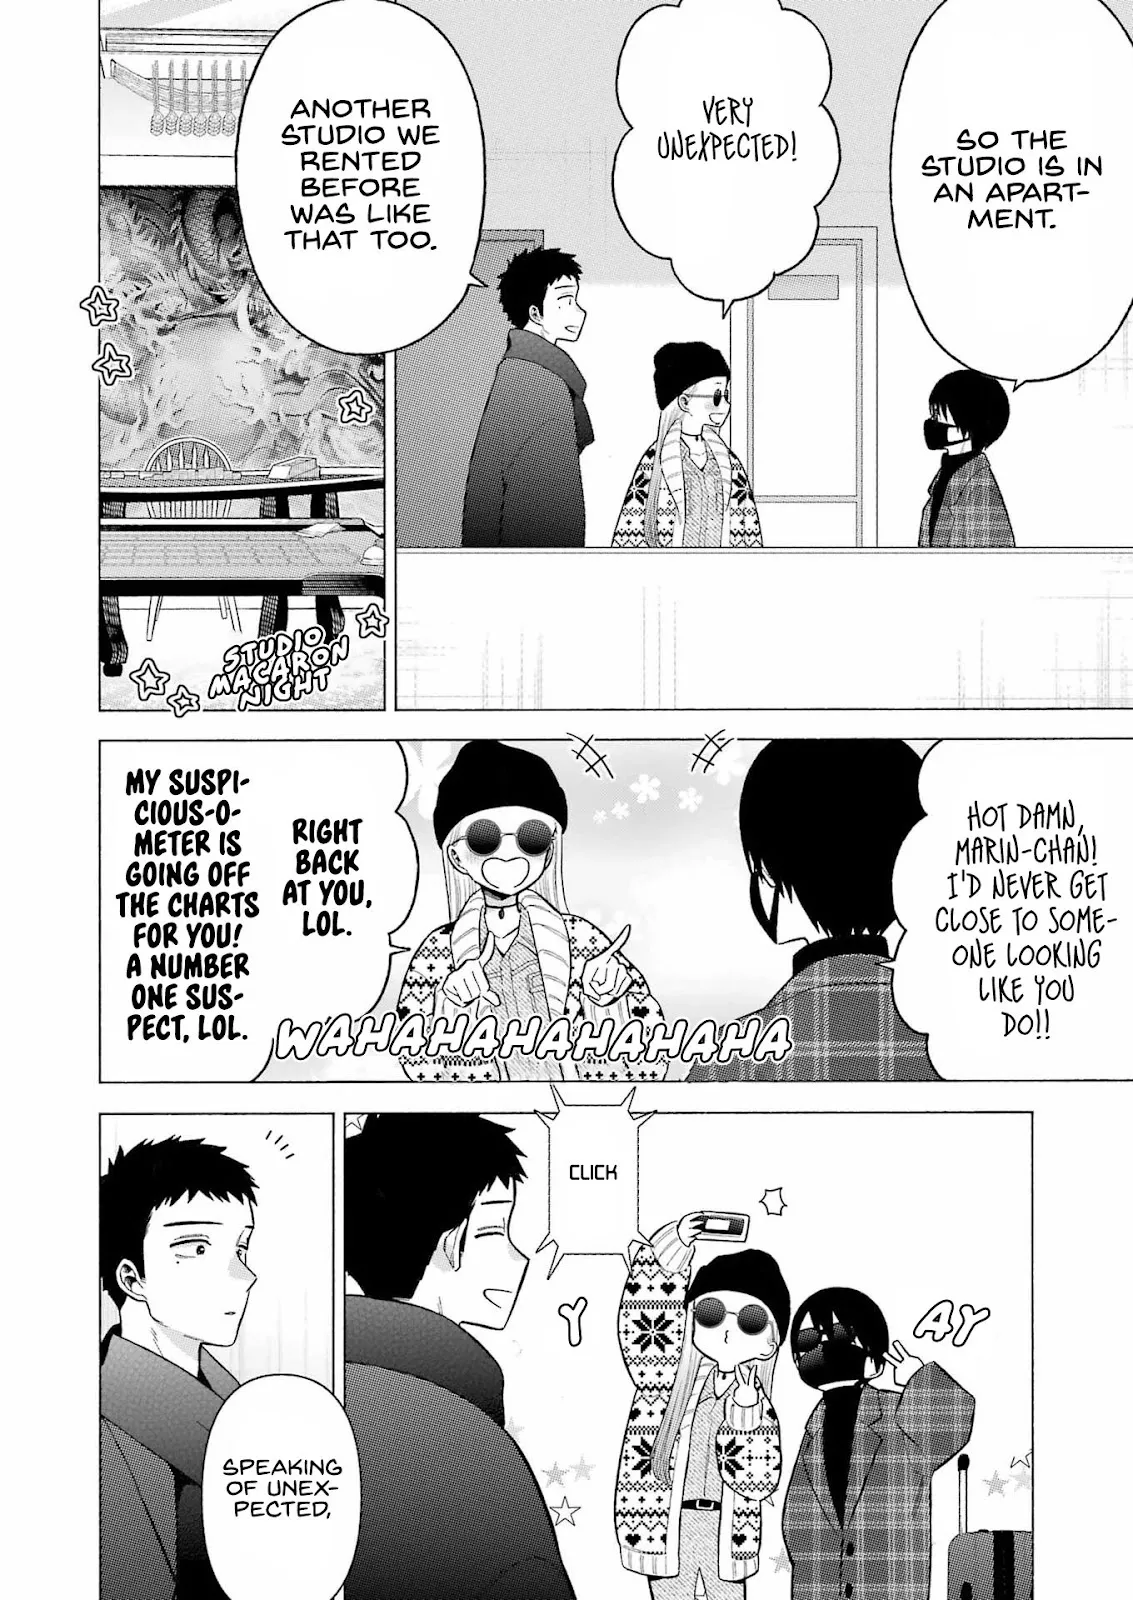 SO THE
STUDIO IS IN
AN APART-
MENT.
VERY
UNEXPECTED!
ANOTHER
STUDIO WE
RENTED
BEFORE
WAS LIKE
THAT TOO.
STUDIO
MACARON
NIGHT
HOT DAMN,
MARIN-CHAN!
I'D NEVER GET
CLOSE TO SOME-
ONE LOOKING
LIKE YOU
DO!!
RIGHT
BACK
AT YOU,
LOL.
MY SUSPI-
CIOUS-O-
METER IS
GOING OFF
THE CHARTS
FOR YOU!
A NUMBER
ONE SUS-
PECT, LOL.
WAHAHAHAHAHAHAHA
CLICK
Y AY
SPEAKING
OF UNEX-
PECTED,